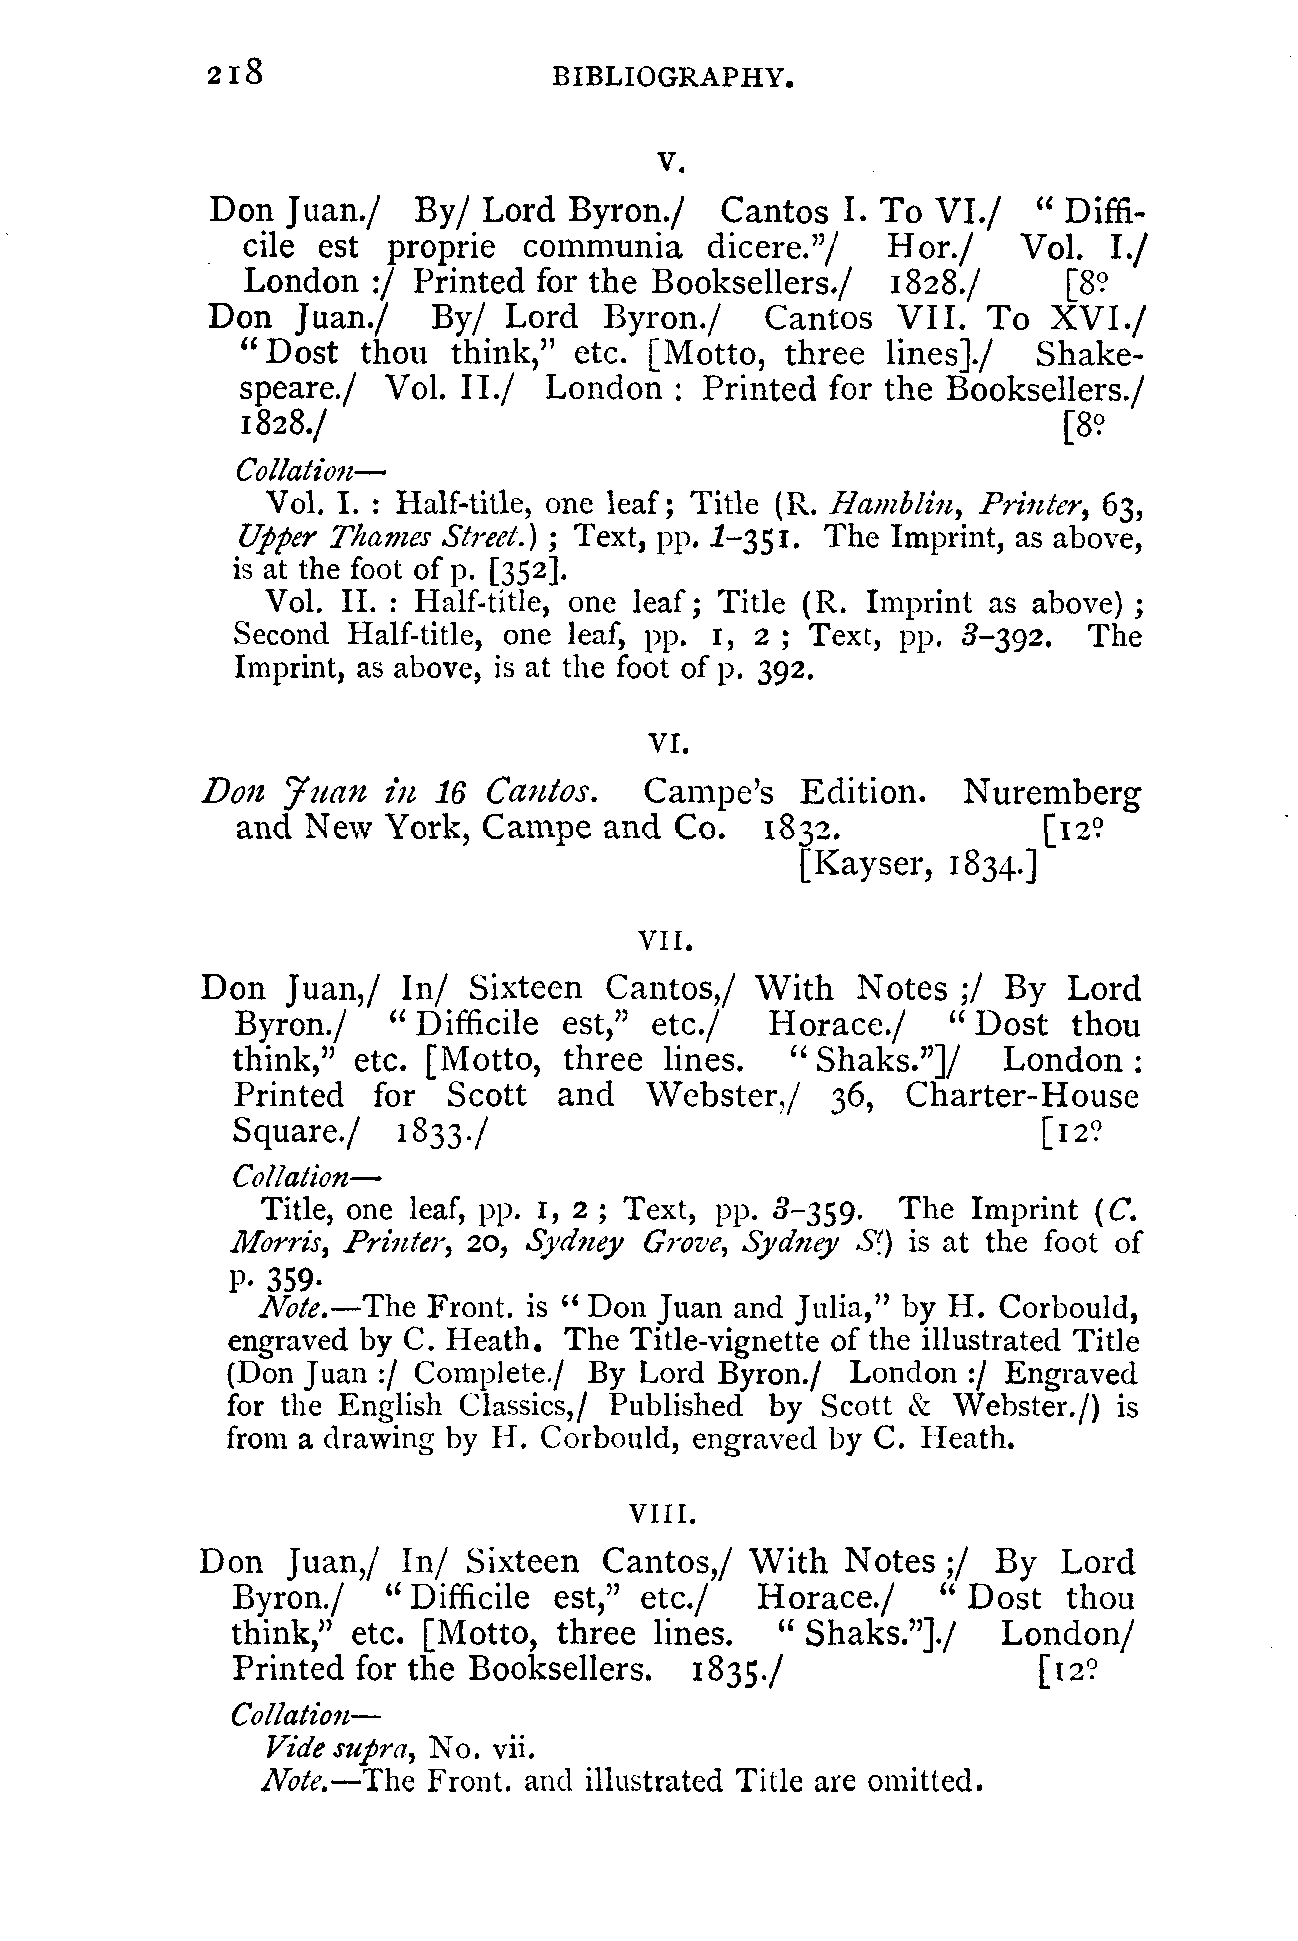 218 BIBLIOGRAPHY.
V.
Don Juan./ By/ Lord Byron./ Cantos I. To VI./ “ Diffi-
cile est proprie communia dicere.”/ Hor./ Vol. I./
London :/ Printed for the Booksellers./ 1828./ [8º
Don Juan./ By/ Lord Byron./ Cantos VII. To XVI./
“ Dost thou think,” etc. [Motto, three lines]./ Shake-
speare./ Vol. II./ London : Printed for the Booksellers./
1828./ [8º
Collation—
Vol. I. : Half-title, one leaf ; Title (R. Hamblin, Printer, 63,
Upper Thames Street.) ; Text, pp. 1–351. The Imprint, as above,
is at the foot of p. [352].
Vol. II. : Half-title, one leaf ; Title (R. Imprint as above) ;
Second Half-title, one leaf, pp. 1, 2 ; Text, pp. 3–392. The
Imprint, as above, is at the foot of p. 392.
VI.
Don Juan in 16 Cantos. Campe’s Edition. Nuremberg
and New York, Campe and Co. 1832. [12º
[Kayser, 1834.]
VII.
Don Juan,/ In/ Sixteen Cantos,/ With Notes ;/ By Lord
Byron./ “ Difficile est,” etc./ Horace./ “ Dost thou
think,” etc. [Motto, three lines. “ Shaks.”]/ London :
Printed for Scott and Webster,/ 36, Charter-House
Square./ 1833./ [12º
Collation—
Title, one leaf, pp. 1, 2 ; Text, pp. 3–359. The Imprint (C.
Morris, Printer, 20, Sydney Grove, Sydney St) is at the foot of
p. 359.
Note.—The Front. is “ Don Juan and Julia,” by H. Corbould,
engraved by C. Heath. The Title-vignette of the illustrated Title
(Don Juan :/ Complete./ By Lord Byron./ London :/ Engraved
for the English Classics,/ Published by Scott & Webster./) is
from a drawing by H. Corbould, engraved by C. Heath.
VIII.
Don Juan,/ In/ Sixteen Cantos,/ With Notes ;/ By Lord
Byron./ “ Difficile est,” etc./ Horace./ “ Dost thou
think,” etc. [Motto, three lines. “ Shaks.”]./ London/
Printed for the Booksellers. 1835./ [12º
Collation—
Vide supra, No. vii.
Note.—The Front. and illustrated Title are omitted.